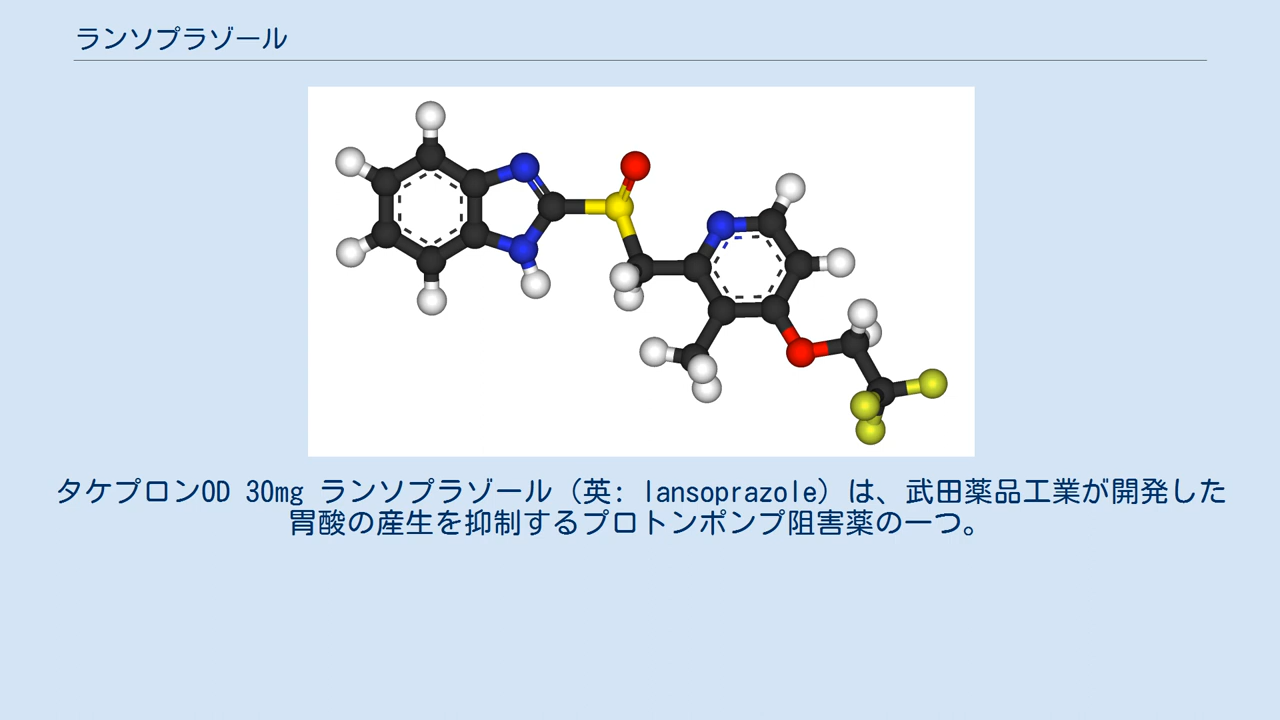 ランソプラゾール
タケプロンOD 30mg ランソプラゾール（英: lansoprazole）は、武田薬品工業が開発した
胃酸の産生を抑制するプロトンポンプ阻害薬の一つ。